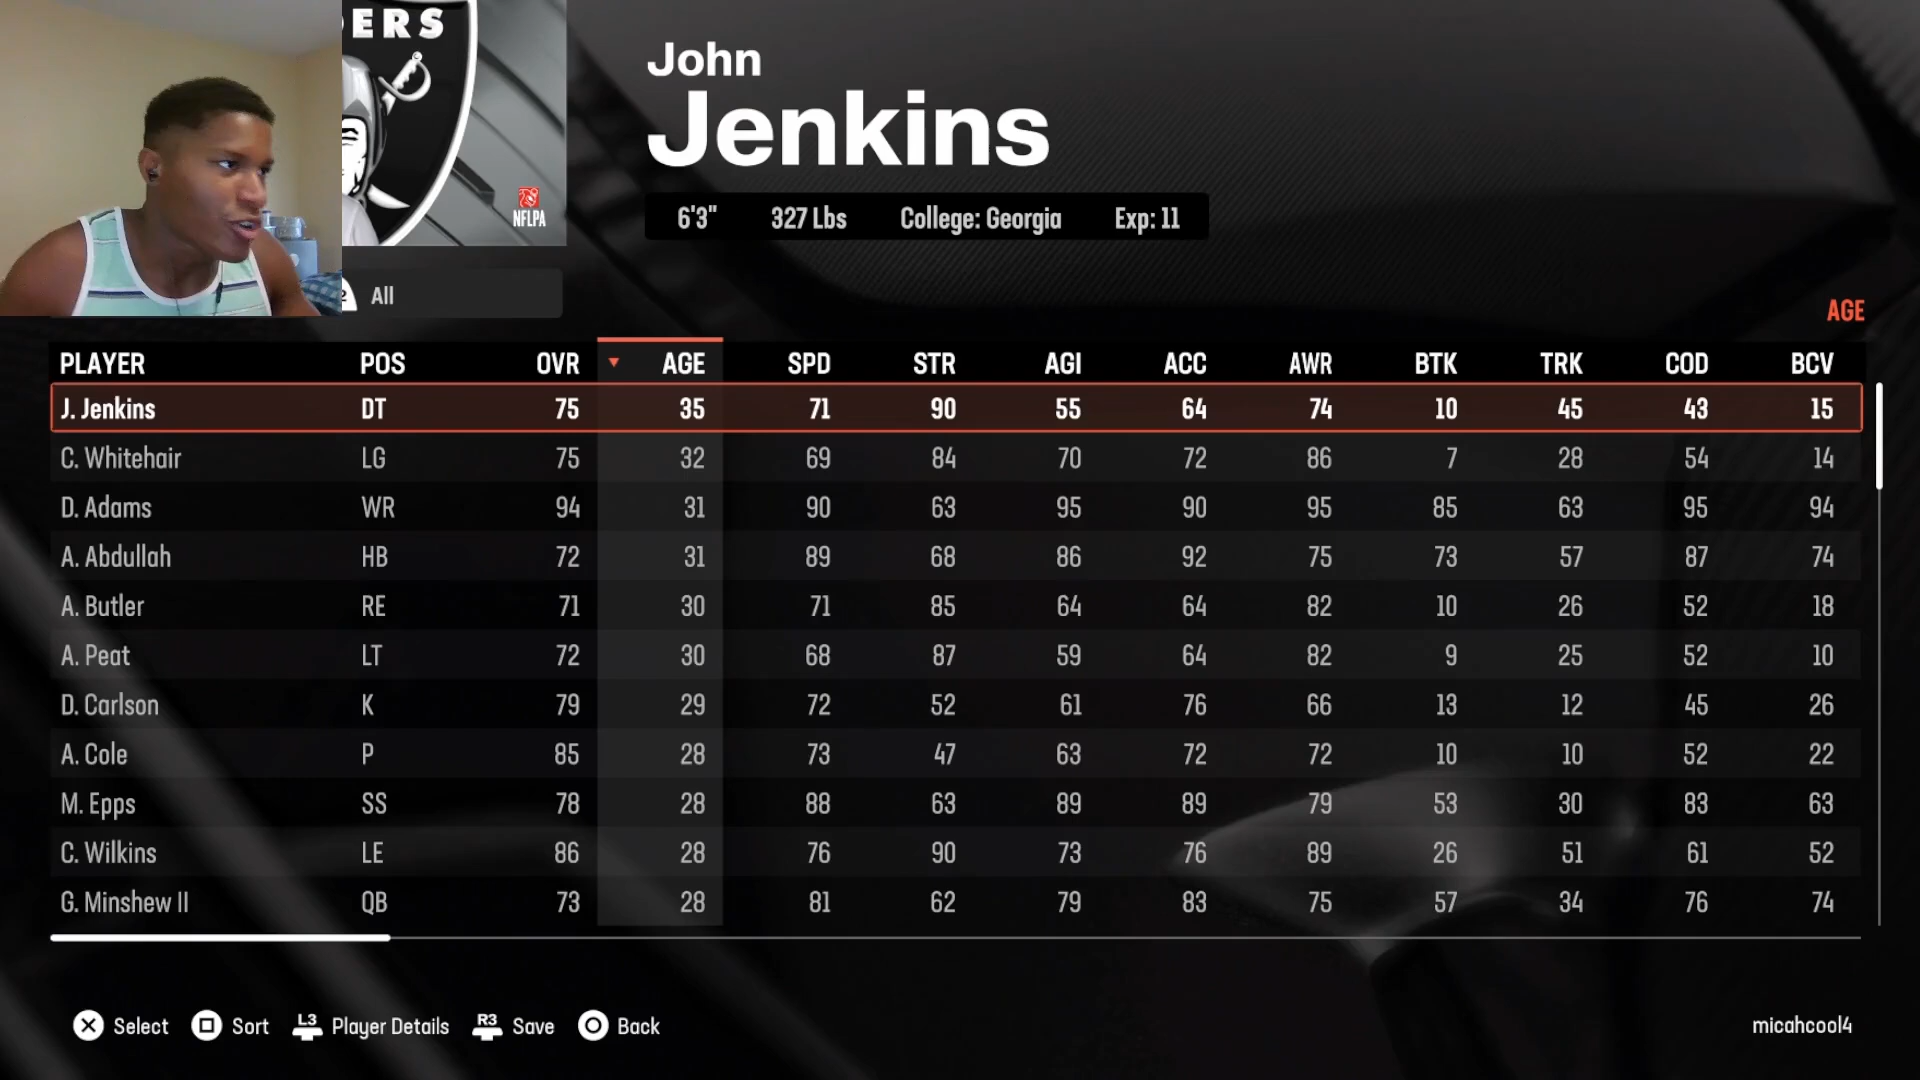 ERS
NFLPA
John
Jenkins
6'3" 327 Lbs College: Georgia Exp: 11
All
AGE
PLAYER POS OVR AGE SPD STR AGI ACC AWR BTK TRK COD BCV
J. Jenkins DT 75 35 71 90 55 64 74 10 45 43 15
C. Whitehair LG 75 32 69 84 70 72 86 7 28 54 14
D. Adams WR 94 31 90 63 95 90 95 85 63 95 94
A. Abdullah HB 72 31 89 68 86 92 75 73 57 87 74
A. Butler RE 71 30 71 85 64 64 82 10 26 52 18
A. Peat LT 72 30 68 87 59 64 82 9 25 52 10
D. Carlson K 79 29 72 52 61 76 66 13 12 45 26
A. Cole P 85 28 73 47 63 72 72 10 10 52 22
M. Epps SS 78 28 88 63 89 89 79 53 30 83 63
C. Wilkins LE 86 28 76 90 73 76 89 26 51 61 52
G. Minshew II QB 73 28 81 62 79 83 75 57 34 76 74
Select Sort L3 Player Details R3 Save Back
micahcool4